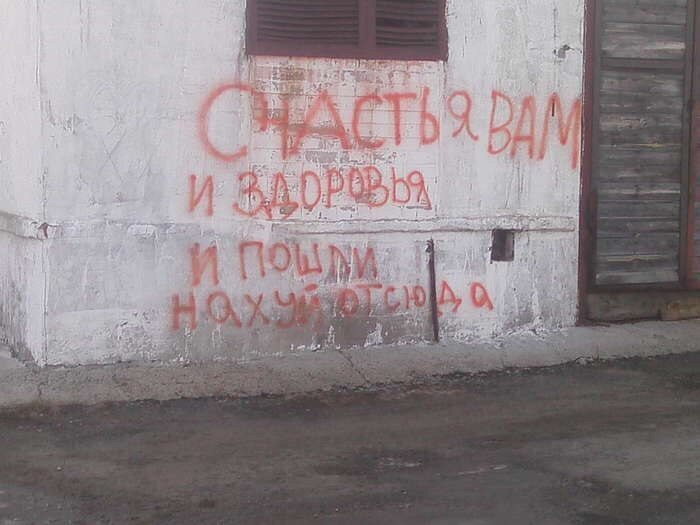 СЧАСТЬЯ ВАМ
И ЗДОРОВЬЯ
И ПОШЛИ
НАХУЙ ОТСЮДА